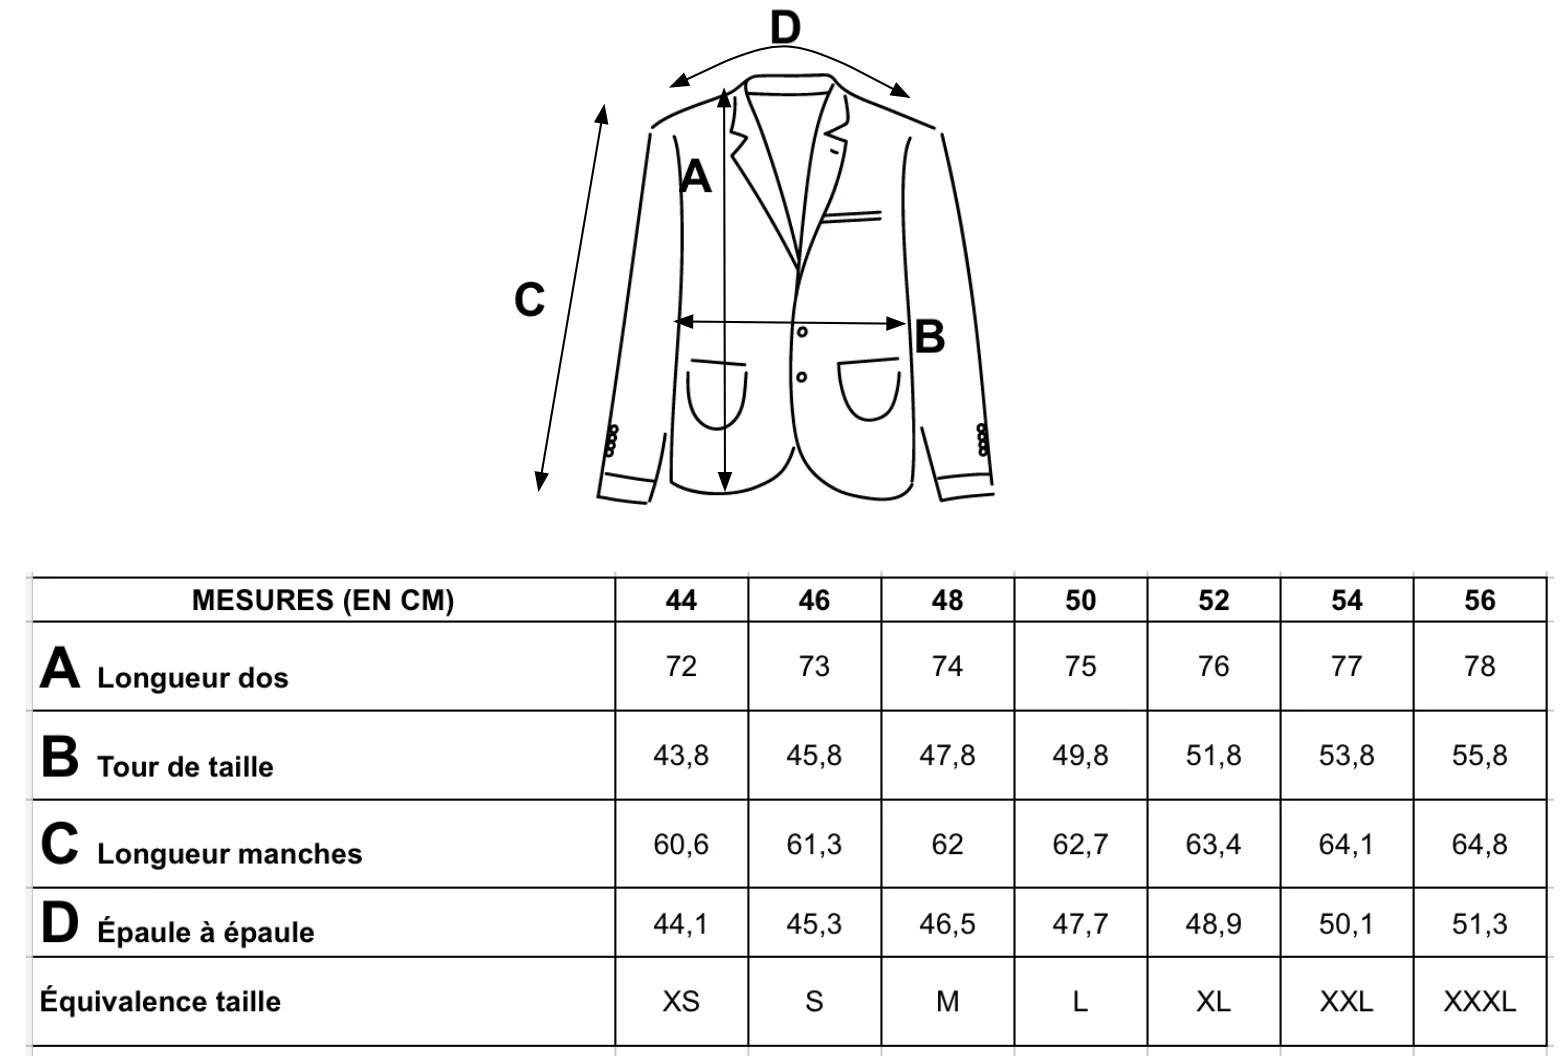 D
A
C
B
MESURES (EN CM) 44 46 48 50 52 54 56
A Longueur dos 72 73 74 75 76 77 78
B Tour de taille 43,8 45,8 47,8 49,8 51,8 53,8 55,8
C Longueur manches 60,6 61,3 62 62,7 63,4 64,1 64,8
D Épaule à épaule 44,1 45,3 46,5 47,7 48,9 50,1 51,3
Équivalence taille XS S M L XL XXL XXXL